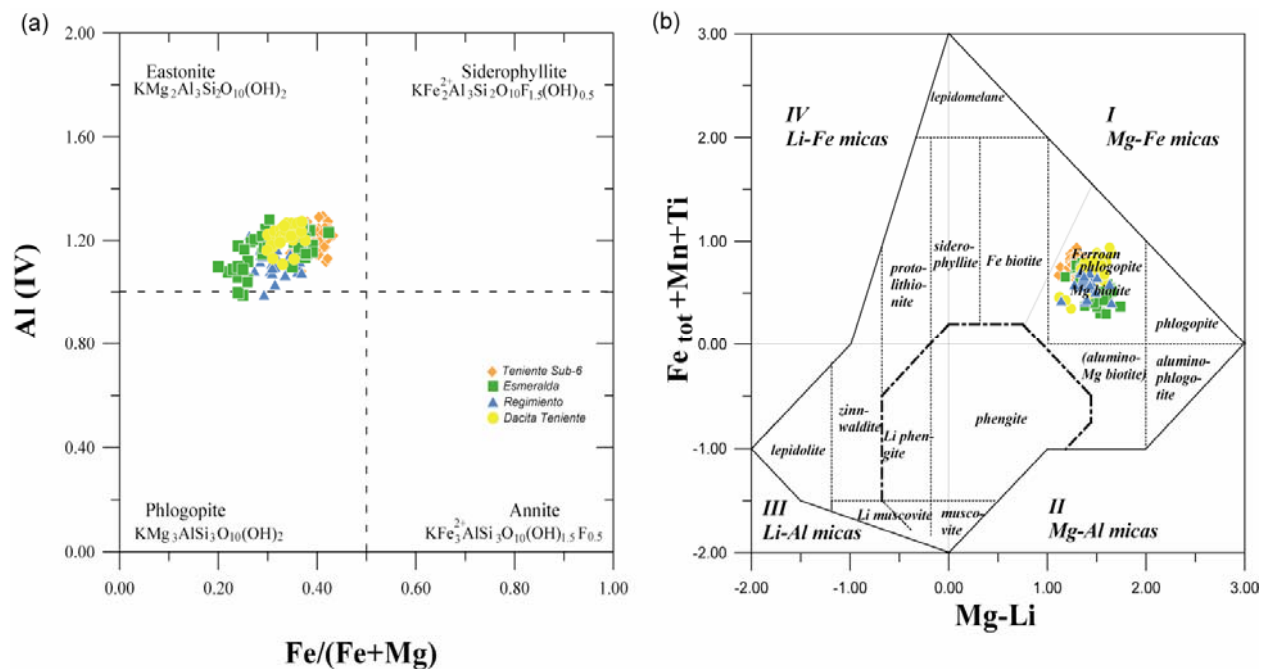 (a)
2.00
1.60
1.20
0.80
0.40
0.00
Al (IV)
Eastonite
KMg2Al3Si2O10(OH)2
Siderophyllite
KFe2+2Al3Si2O10F1.5(OH)0.5
Teniente Sub-6
Esmeralda
Regimiento
Dacita Teniente
Phlogopite
KMg3AlSi3O10(OH)2
Annite
KFe2+3AlSi3O10(OH)1.5F0.5
0.00 0.20 0.40 0.60 0.80 1.00
Fe/(Fe+Mg)
(b)
3.00
2.00
1.00
0.00
-1.00
-2.00
Fe tot +Mn+Ti
IV
Li-Fe micas
I
Mg-Fe micas
lepidomelane
proto-
lithio-
nite
sidero-
phyllite
Fe biotite
Ferroan
phlogopite
Mg biotite
phlogopite
(alumino-
Mg biotite)
alumino-
phlogo-
tite
zinn-
waldite
Li phen-
gite
phengite
lepidolite
Li muscovite
musco-
vite
III
Li-Al micas
II
Mg-Al micas
-2.00 -1.00 0.00 1.00 2.00 3.00
Mg-Li